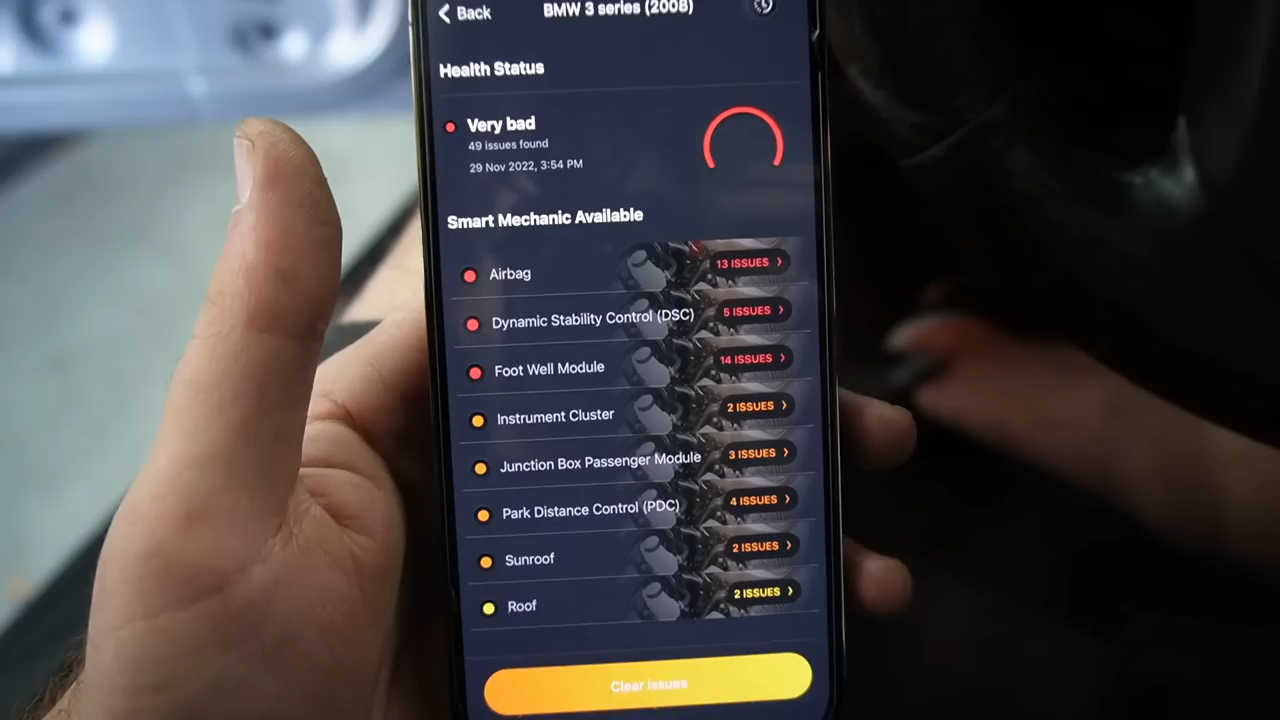 Back
BMW 3 series (2008)
Health Status
Very bad
49 issues found
29 Nov 2022, 3:54 PM
Smart Mechanic Available
Airbag 13 ISSUES
Dynamic Stability Control (DSC) 5 ISSUES
Foot Well Module 14 ISSUES
Instrument Cluster 2 ISSUES
Junction Box Passenger Module 3 ISSUES
Park Distance Control (PDC) 4 ISSUES
Sunroof 2 ISSUES
Roof 2 ISSUES
Clear issues